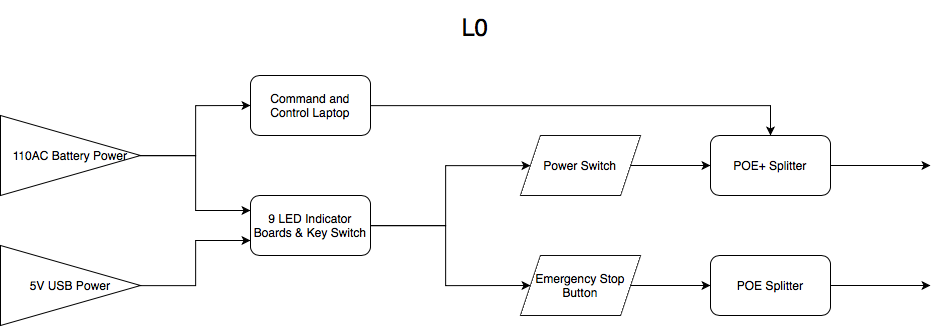 L0
Command and
Control Laptop
110AC Battery Power
Power Switch
POE+ Splitter
9 LED Indicator
Boards & Key Switch
5V USB Power
Emergency Stop
Button
POE Splitter